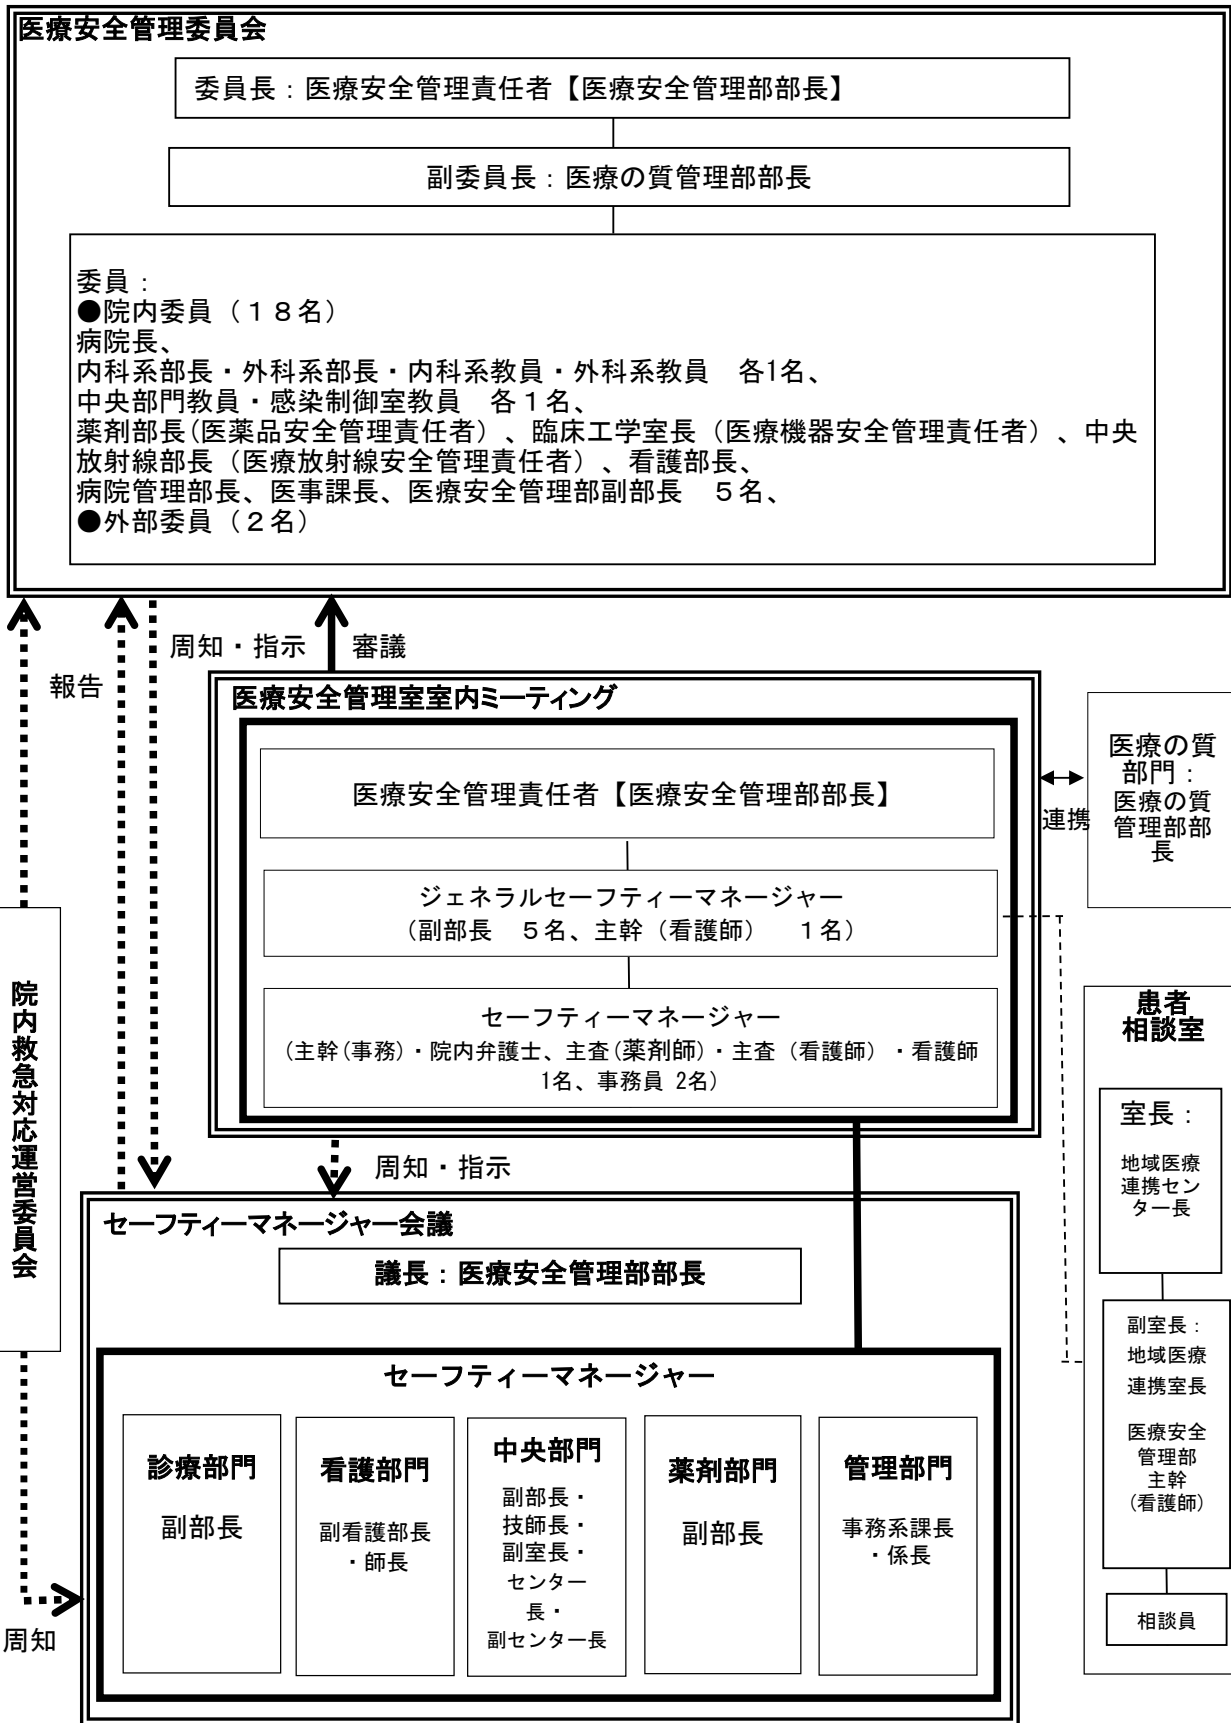 医療安全管理委員会
委員長：医療安全管理責任者【医療安全管理部部長】
副委員長：医療の質管理部部長
委員：
●院内委員（１８名）
病院長、
内科系部長・外科系部長・内科系教員・外科系教員　各1名、
中央部門教員・感染制御室教員　各１名、
薬剤部長(医薬品安全管理責任者）、臨床工学室長（医療機器安全管理責任者）、中央
放射線部長（医療放射線安全管理責任者）、看護部長、
病院管理部長、医事課長、医療安全管理部副部長　５名、
●外部委員（２名）
報告
周知・指示
審議
医療安全管理室室内ミーティング
医療安全管理責任者【医療安全管理部部長】
ジェネラルセーフティーマネージャー
（副部長　５名、主幹（看護師）　１名）
セーフティーマネージャー
(主幹(事務)・院内弁護士、主査(薬剤師)・主査（看護師）・看護師
1名、事務員 2名)
連携
医療の質
部門：
医療の質
管理部部
長
院内救急対応運営委員会
周知・指示
患者
相談室
室長：
地域医療
連携セン
ター長
副室長：
地域医療
連携室長
医療安全
管理部
主幹
(看護師)
相談員
セーフティーマネージャー会議
議長：医療安全管理部部長
セーフティーマネージャー
診療部門
副部長
看護部門
副看護部長
・師長
中央部門
副部長・
技師長・
副室長・
センター
長・
副センター長
薬剤部門
副部長
管理部門
事務系課長
・係長
周知